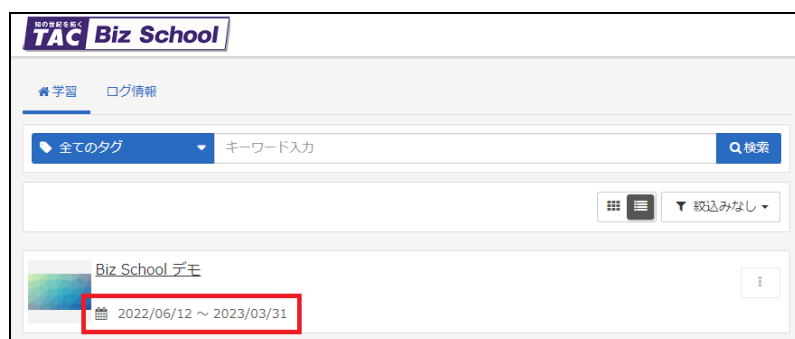 知の世紀を拓く
TAC Biz School
学習 ログ情報
全てのタグ キーワード入力 検索
絞込みなし
Biz School デモ
2022/06/12 ～ 2023/03/31